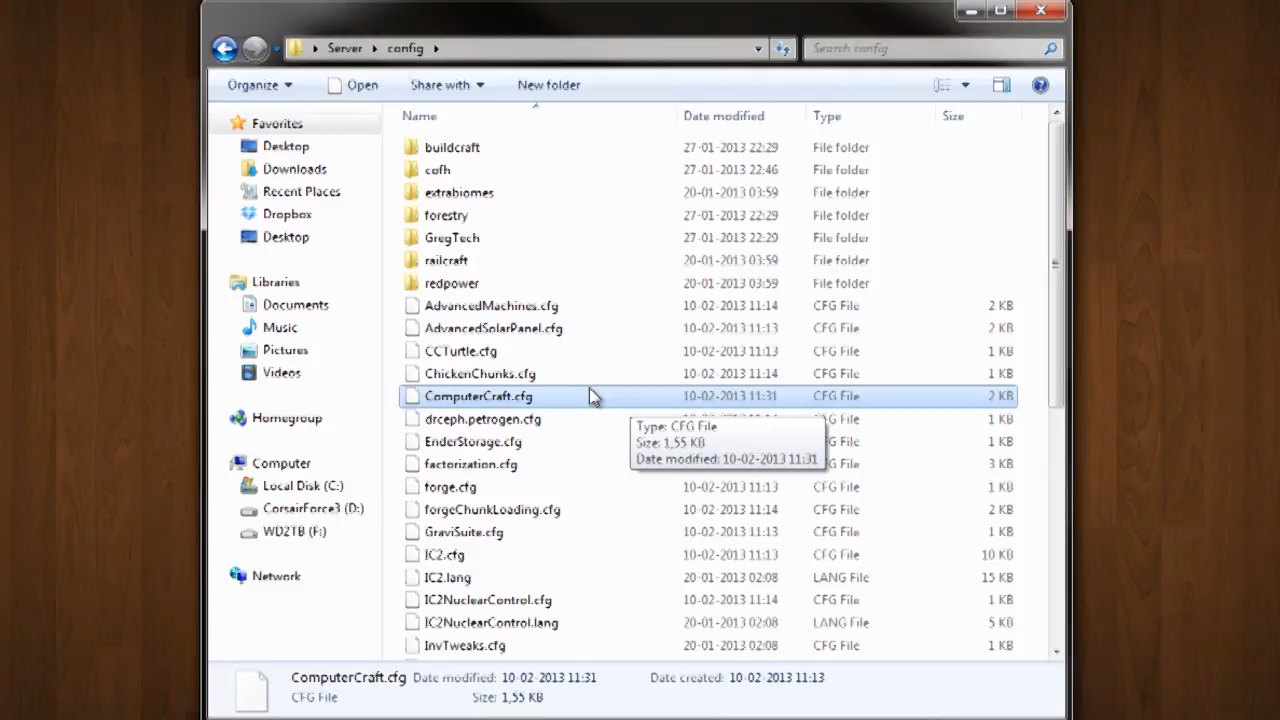 Server config
Search config
Organize Open Share with New folder
Name Date modified Type Size
Favorites
Desktop
Downloads
Recent Places
Dropbox
Desktop
Libraries
Documents
Music
Pictures
Videos
Homegroup
Computer
Local Disk (C:)
CorsairForce3 (D:)
WD2TB (F:)
Network
buildcraft 27-01-2013 22:29 File folder
cofh 27-01-2013 22:46 File folder
extrabiomes 20-01-2013 03:59 File folder
forestry 27-01-2013 22:29 File folder
GregTech 27-01-2013 22:29 File folder
railcraft 20-01-2013 03:59 File folder
redpower 20-01-2013 03:59 File folder
AdvancedMachines.cfg 10-02-2013 11:14 CFG File 2 KB
AdvancedSolarPanel.cfg 10-02-2013 11:13 CFG File 2 KB
CCTurtle.cfg 10-02-2013 11:13 CFG File 1 KB
ChickenChunks.cfg 10-02-2013 11:14 CFG File 1 KB
ComputerCraft.cfg 10-02-2013 11:31 CFG File 2 KB
drceph.petrogen.cfg CFG File 1 KB
EnderStorage.cfg CFG File 1 KB
factorization.cfg CFG File 3 KB
forge.cfg 10-02-2013 11:13 CFG File 1 KB
forgeChunkLoading.cfg 10-02-2013 11:14 CFG File 2 KB
GraviSuite.cfg 10-02-2013 11:13 CFG File 1 KB
IC2.cfg 10-02-2013 11:13 CFG File 10 KB
IC2.lang 20-01-2013 02:08 LANG File 15 KB
IC2NuclearControl.cfg 10-02-2013 11:14 CFG File 1 KB
IC2NuclearControl.lang 20-01-2013 02:08 LANG File 5 KB
InvTweaks.cfg 20-01-2013 02:08 CFG File 1 KB
Type: CFG File
Size: 1,55 KB
Date modified: 10-02-2013 11:31
ComputerCraft.cfg Date modified: 10-02-2013 11:31 Date created: 10-02-2013 11:13
CFG File Size: 1,55 KB